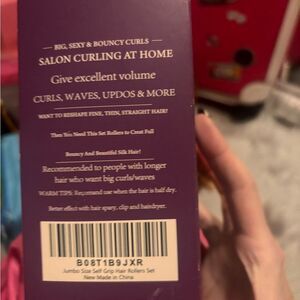 BIG, SEXY & BOUNCY CURLS
SALON CURLING AT HOME
Give excellent volume
CURLS, WAVES, UPDOS & MORE
WANT TO RESHAPE FINE, THIN, STRAIGHT HAIR?
Then You Need This Set Rollers to Creat Full
Bouncy And Beautiful Silk Hair!
Recommended to people with longer
hair who want big curls/waves
WARM TIPS: Recpmand use when the hair is half dry.
Better effect with hair spary, clip and hairdryer.
B08T1B9JXR
Jumbo Size Self Grip Hair Rollers Set
New Made in China